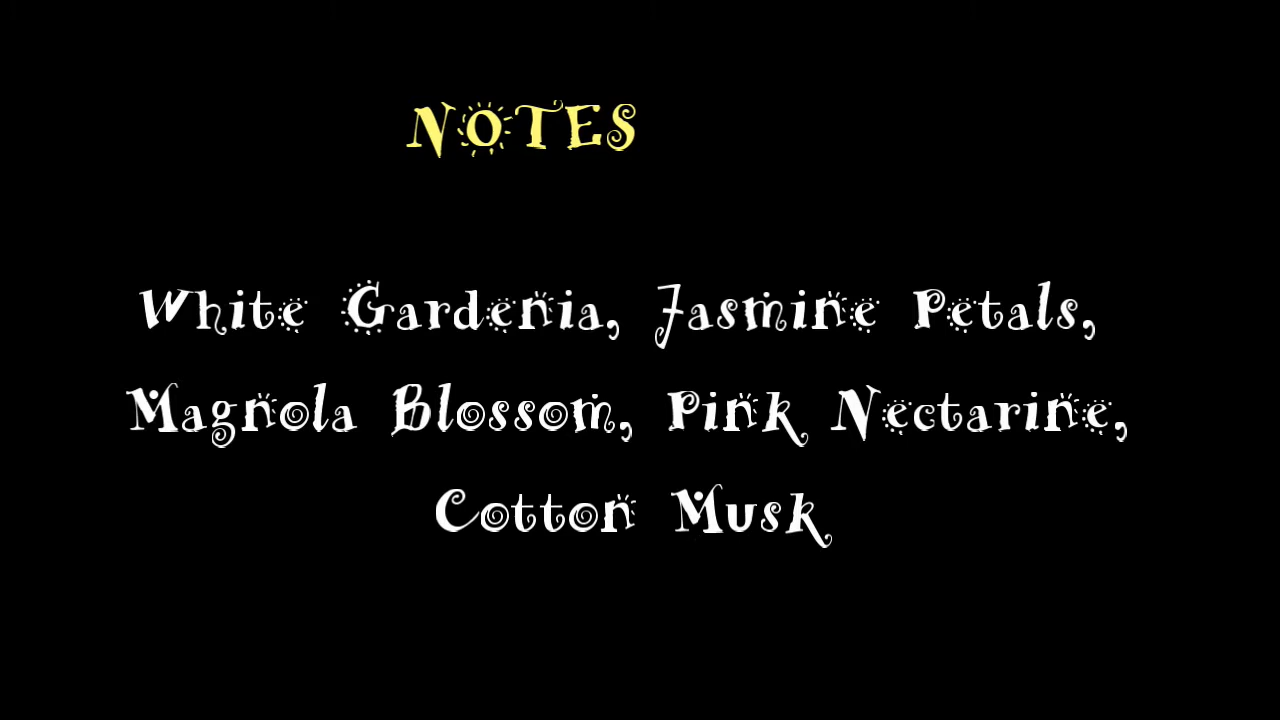 NOTES
White Gardenia, Jasmine Petals,
Magnola Blossom, Pink Nectarine,
Cotton Musk